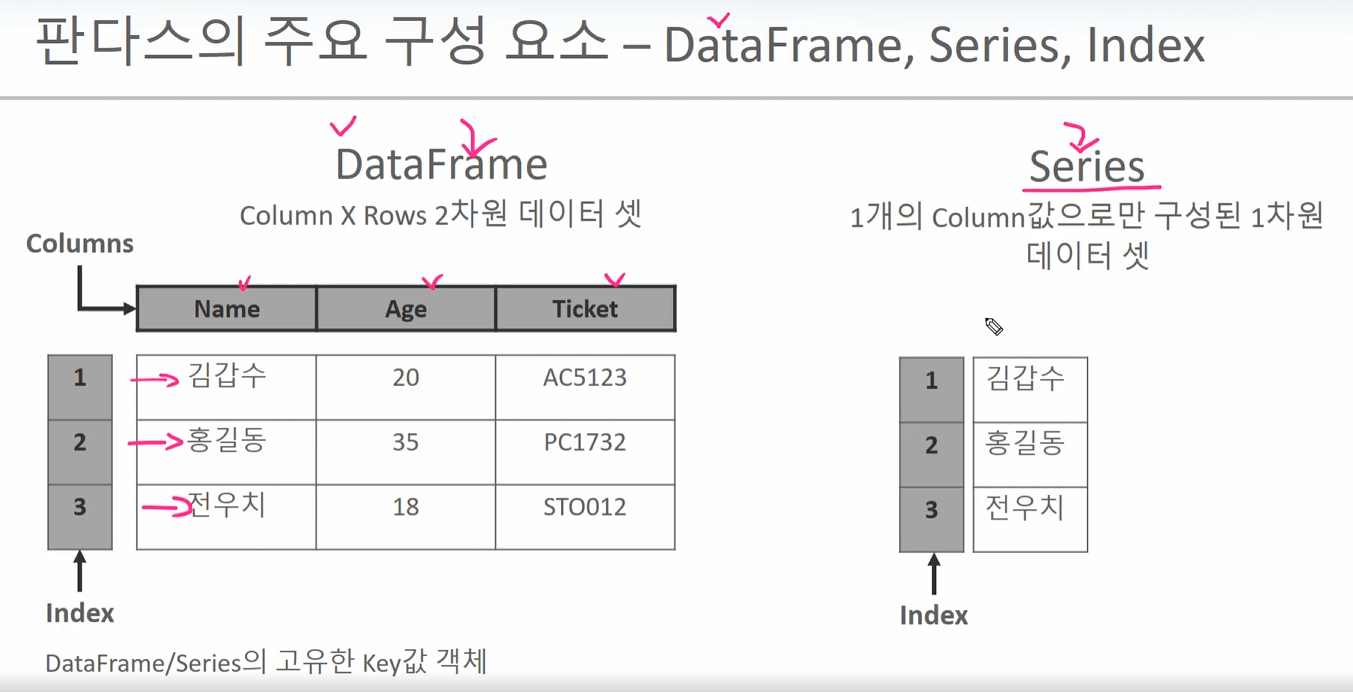 판다스의 주요 구성 요소 – DataFrame, Series, Index
DataFrame
Column X Rows 2차원 데이터 셋
Columns
Name Age Ticket
1 김갑수 20 AC5123
2 홍길동 35 PC1732
3 전우치 18 STO012
Index
DataFrame/Series의 고유한 Key값 객체
Series
1개의 Column값으로만 구성된 1차원
데이터 셋
1 김갑수
2 홍길동
3 전우치
Index